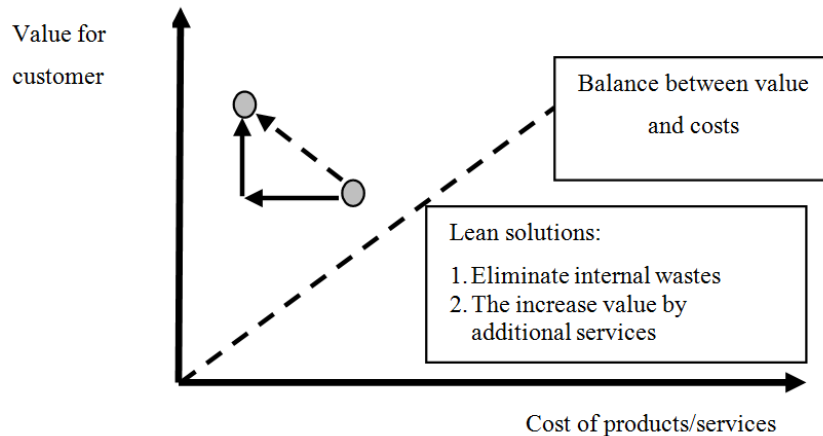 Value for
customer
Balance between value
and costs
Lean solutions:
1. Eliminate internal wastes
2. The increase value by
additional services
Cost of products/services